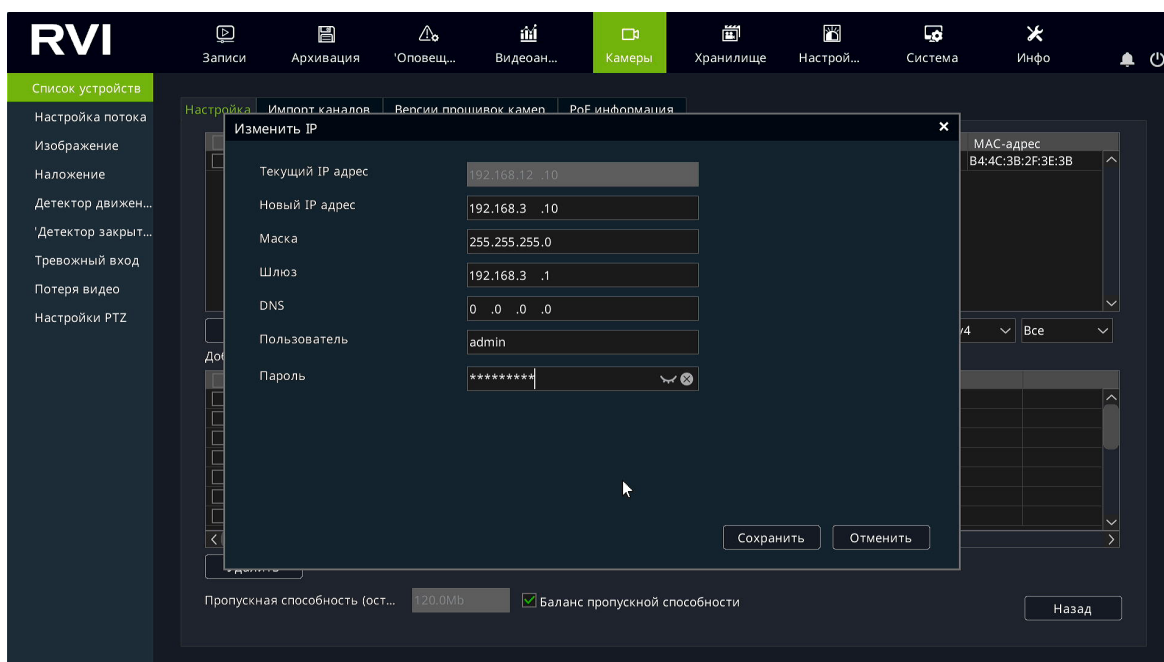 RVI
Записи
Архивация
'Оповещ...
Видеоан...
Камеры
Хранилище
Настрой...
Система
Инфо
Список устройств
Настройка потока
Изображение
Наложение
Детектор движен...
'Детектор закрыт...
Тревожный вход
Потеря видео
Настройки PTZ
Настройка
Импорт каналов
Версии прошивок камер
PoE информация
Изменить IP
MAC-адрес
B4:4C:3B:2F:3E:3B
Текущий IP адрес 192.168.12 .10
Новый IP адрес 192.168.3 .10
Маска 255.255.255.0
Шлюз 192.168.3 .1
DNS 0 .0 .0 .0
Пользователь admin
Пароль *********
Все
Сохранить
Отменить
Удалить
Пропускная способность (ост... 120.0Mb
Баланс пропускной способности
Назад